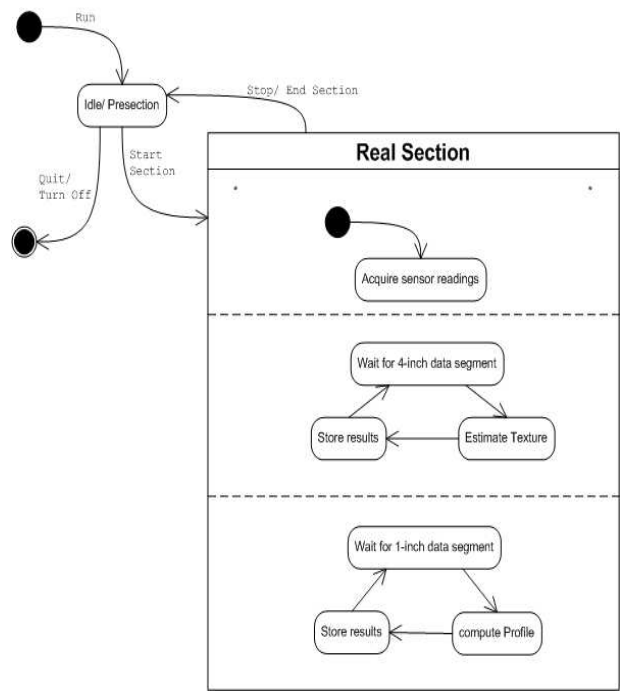 Run
Idle/ Presection
Stop/ End Section
Start
Section
Quit/
Turn Off
Real Section
Acquire sensor readings
Wait for 4-inch data segment
Store results
Estimate Texture
Wait for 1-inch data segment
Store results
compute Profile